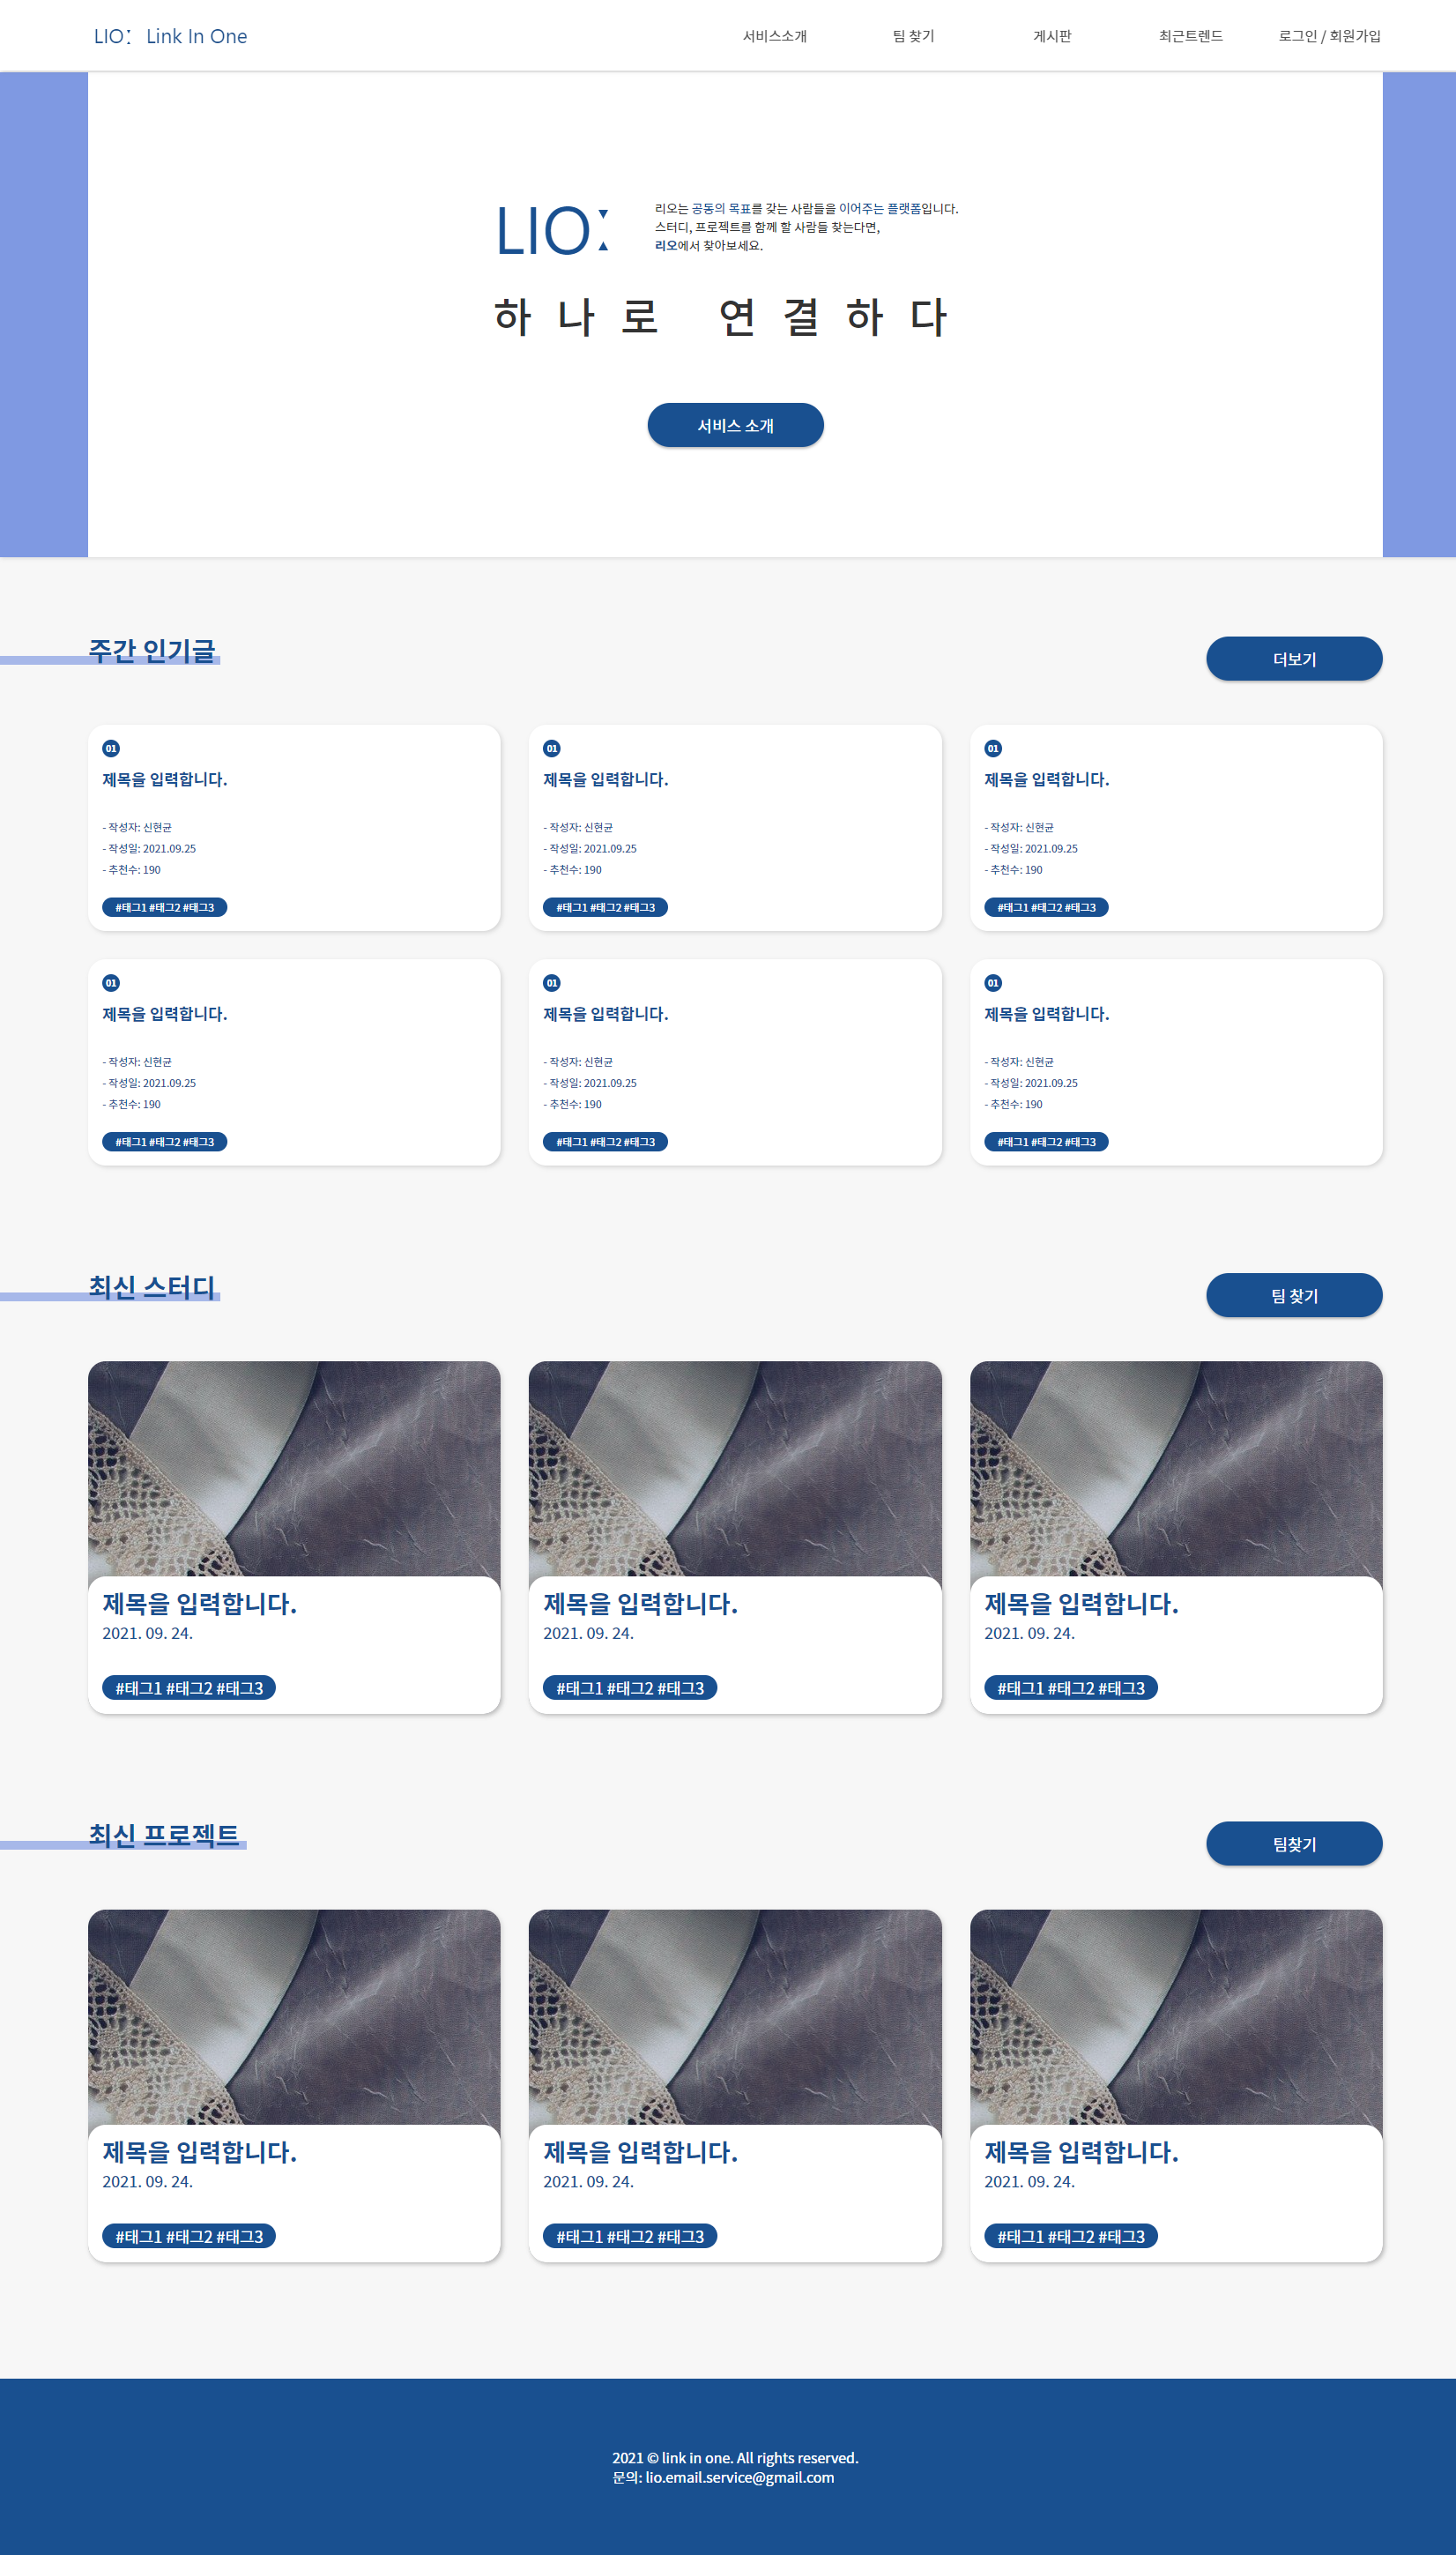 LIO: Link In One
서비스소개 팀 찾기 게시판 최근트렌드 로그인 / 회원가입
LIO:
리오는 공동의 목표를 갖는 사람들을 이어주는 플랫폼입니다.
스터디, 프로젝트를 함께 할 사람들 찾는다면,
리오에서 찾아보세요.
하나로 연결하다
서비스 소개
주간 인기글
더보기
01
제목을 입력합니다.
- 작성자: 신현균
- 작성일: 2021.09.25
- 추천수: 190
#태그1 #태그2 #태그3
01
제목을 입력합니다.
- 작성자: 신현균
- 작성일: 2021.09.25
- 추천수: 190
#태그1 #태그2 #태그3
01
제목을 입력합니다.
- 작성자: 신현균
- 작성일: 2021.09.25
- 추천수: 190
#태그1 #태그2 #태그3
01
제목을 입력합니다.
- 작성자: 신현균
- 작성일: 2021.09.25
- 추천수: 190
#태그1 #태그2 #태그3
01
제목을 입력합니다.
- 작성자: 신현균
- 작성일: 2021.09.25
- 추천수: 190
#태그1 #태그2 #태그3
01
제목을 입력합니다.
- 작성자: 신현균
- 작성일: 2021.09.25
- 추천수: 190
#태그1 #태그2 #태그3
최신 스터디
팀 찾기
제목을 입력합니다.
2021. 09. 24.
#태그1 #태그2 #태그3
제목을 입력합니다.
2021. 09. 24.
#태그1 #태그2 #태그3
제목을 입력합니다.
2021. 09. 24.
#태그1 #태그2 #태그3
최신 프로젝트
팀찾기
제목을 입력합니다.
2021. 09. 24.
#태그1 #태그2 #태그3
제목을 입력합니다.
2021. 09. 24.
#태그1 #태그2 #태그3
제목을 입력합니다.
2021. 09. 24.
#태그1 #태그2 #태그3
2021 © link in one. All rights reserved.
문의: lio.email.service@gmail.com